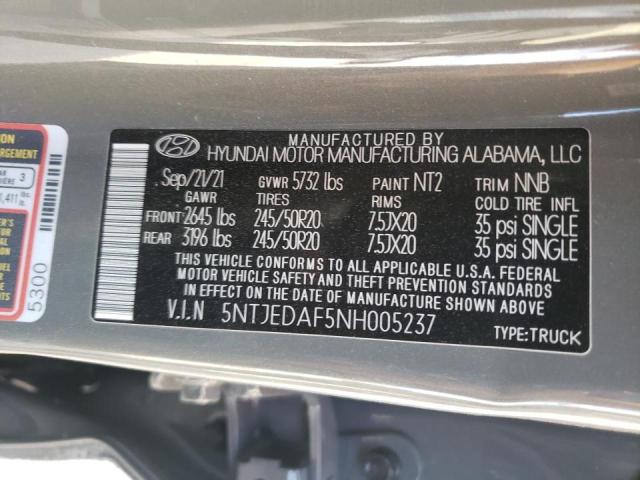 MANUFACTURED BY
HYUNDAI MOTOR MANUFACTURING ALABAMA, LLC
Sep/21/21 GVWR 5732 lbs PAINT NT2 TRIM NNB
GAWR TIRES RIMS COLD TIRE INFL
FRONT 2645 lbs 245/50R20 7.5JX20 35 psi SINGLE
REAR 3196 lbs 245/50R20 7.5JX20 35 psi SINGLE
THIS VEHICLE CONFORMS TO ALL APPLICABLE U.S.A. FEDERAL
MOTOR VEHICLE SAFETY AND THEFT PREVENTION STANDARDS
IN EFFECT ON THE DATE OF MANUFACTURE SHOWN ABOVE.
V.I.N 5NTJEDAF5NH005237 TYPE:TRUCK
5300
3